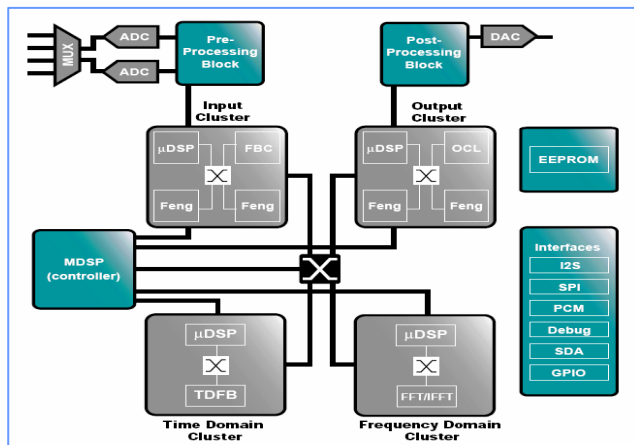 MUX
ADC
ADC
Pre-
Processing
Block
Post-
Processing
Block
DAC
Input
Cluster
Output
Cluster
µDSP
FBC
Feng
Feng
µDSP
OCL
Feng
Feng
EEPROM
MDSP
(controller)
Interfaces
I2S
SPI
PCM
Debug
SDA
GPIO
µDSP
TDFB
Time Domain
Cluster
µDSP
FFT/IFFT
Frequency Domain
Cluster